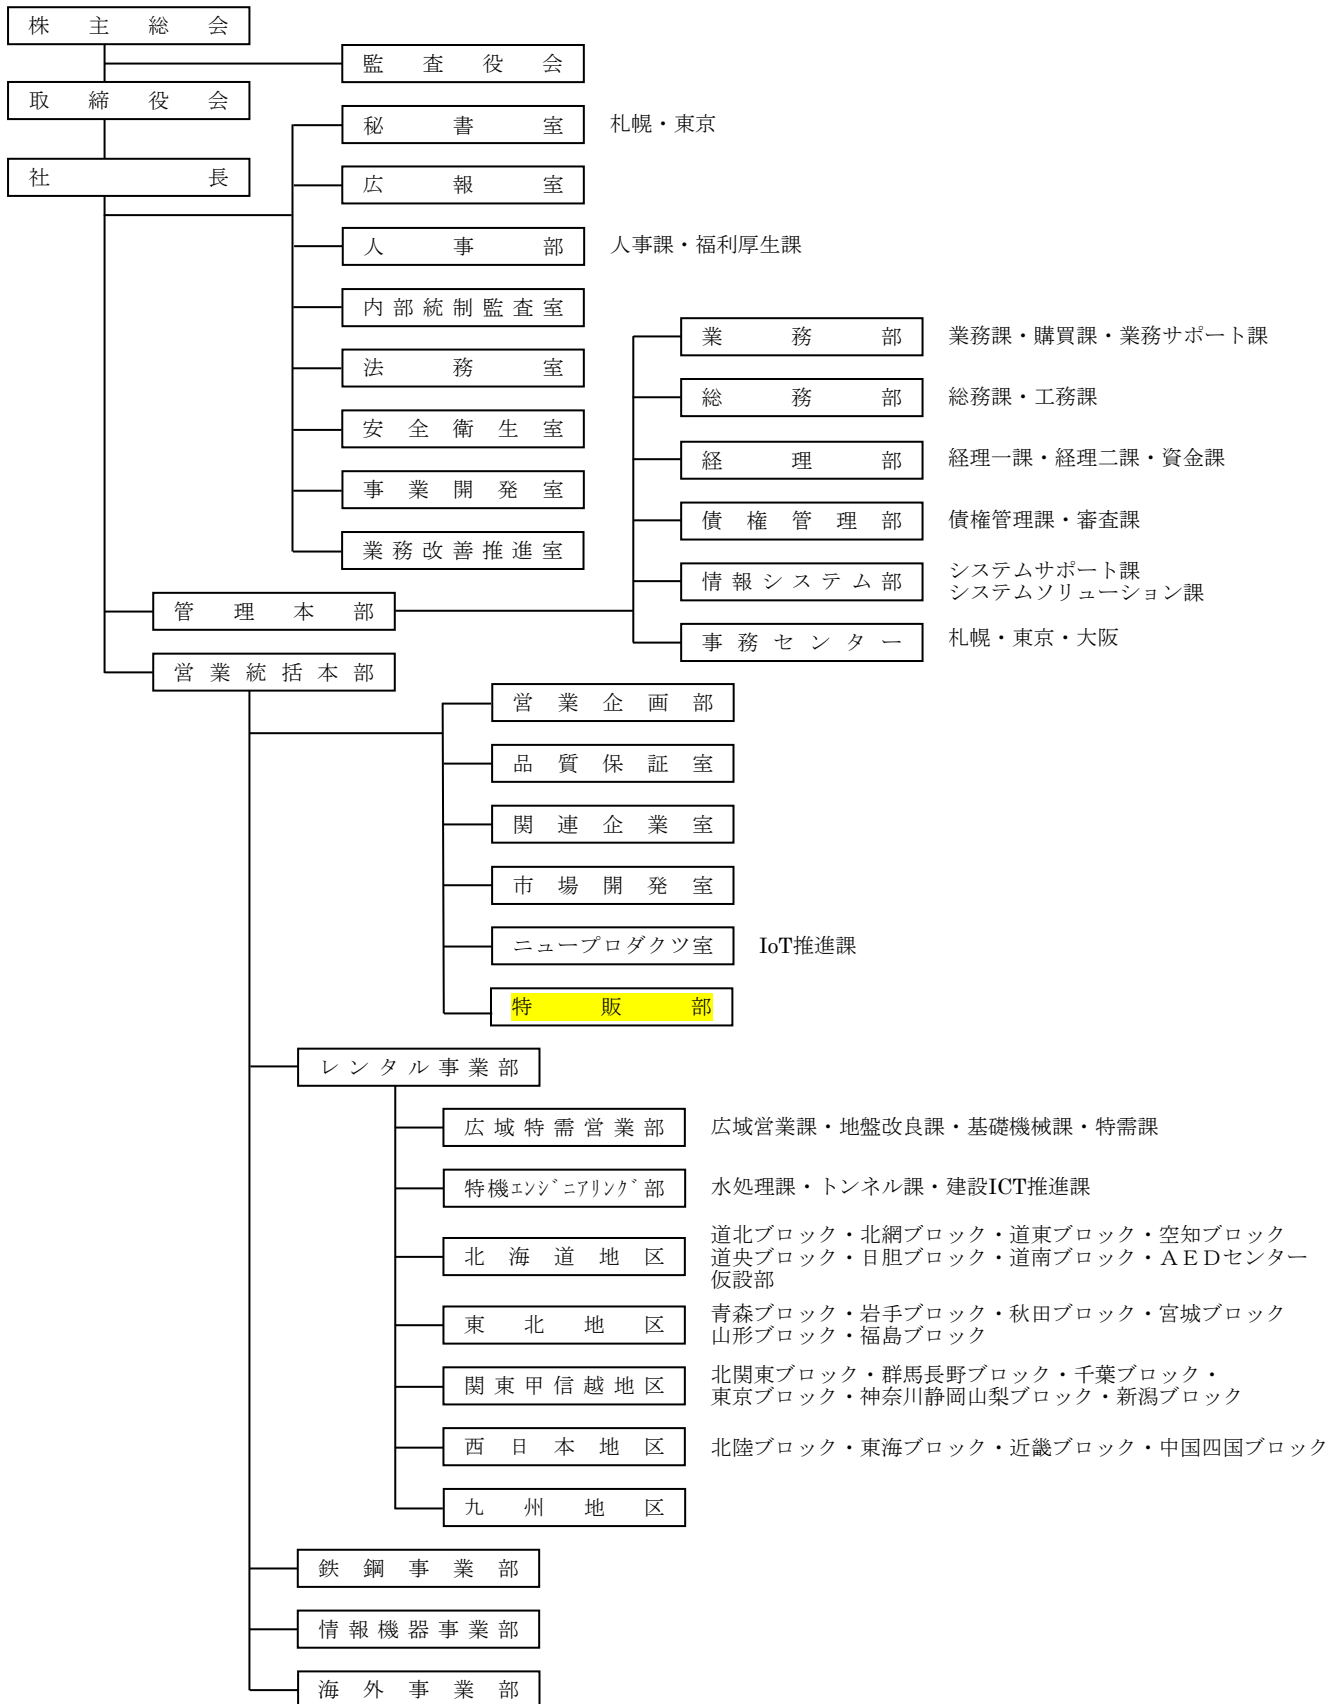 株主総会
監査役会
取締役会
秘書室 札幌・東京
社長
広報室
人事部 人事課・福利厚生課
内部統制監査室
業務部 業務課・購買課・業務サポート課
法務室
総務部 総務課・工務課
安全衛生室
経理部 経理一課・経理二課・資金課
事業開発室
債権管理部 債権管理課・審査課
業務改善推進室
情報システム部 システムサポート課
システムソリューション課
管理本部
事務センター 札幌・東京・大阪
営業統括本部
営業企画部
品質保証室
関連企業室
市場開発室
ニュープロダクツ室 IoT推進課
特販部
レンタル事業部
広域特需営業部 広域営業課・地盤改良課・基礎機械課・特需課
特機ｴﾝｼﾞﾆｱﾘﾝｸﾞ部 水処理課・トンネル課・建設ICT推進課
北海道地区 道北ブロック・北網ブロック・道東ブロック・空知ブロック
道央ブロック・日胆ブロック・道南ブロック・ＡＥＤセンター
仮設部
東北地区 青森ブロック・岩手ブロック・秋田ブロック・宮城ブロック
山形ブロック・福島ブロック
関東甲信越地区 北関東ブロック・群馬長野ブロック・千葉ブロック・
東京ブロック・神奈川静岡山梨ブロック・新潟ブロック
西日本地区 北陸ブロック・東海ブロック・近畿ブロック・中国四国ブロック
九州地区
鉄鋼事業部
情報機器事業部
海外事業部